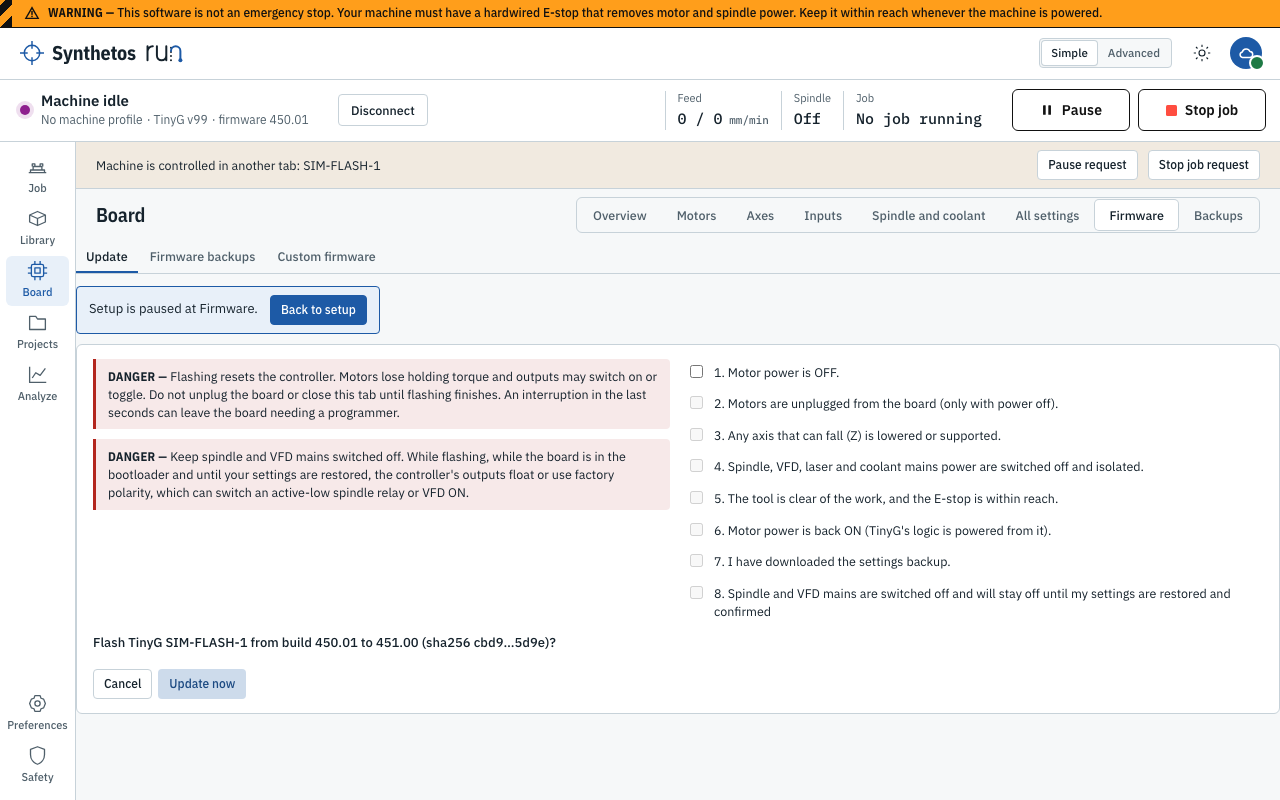 WARNING — This software is not an emergency stop. Your machine must have a hardwired E-stop that removes motor and spindle power. Keep it within reach whenever the machine is powered.
Synthetos run
Simple
Advanced
Machine idle
No machine profile · TinyG v99 · firmware 450.01
Disconnect
Feed
0 / 0 mm/min
Spindle
Off
Job
No job running
Pause
Stop job
Job
Library
Board
Projects
Analyze
Preferences
Safety
Machine is controlled in another tab: SIM-FLASH-1
Pause request
Stop job request
Board
Overview
Motors
Axes
Inputs
Spindle and coolant
All settings
Firmware
Backups
Update
Firmware backups
Custom firmware
Setup is paused at Firmware.
Back to setup
DANGER — Flashing resets the controller. Motors lose holding torque and outputs may switch on or
toggle. Do not unplug the board or close this tab until flashing finishes. An interruption in the last
seconds can leave the board needing a programmer.
DANGER — Keep spindle and VFD mains switched off. While flashing, while the board is in the
bootloader and until your settings are restored, the controller's outputs float or use factory
polarity, which can switch an active-low spindle relay or VFD ON.
1. Motor power is OFF.
2. Motors are unplugged from the board (only with power off).
3. Any axis that can fall (Z) is lowered or supported.
4. Spindle, VFD, laser and coolant mains power are switched off and isolated.
5. The tool is clear of the work, and the E-stop is within reach.
6. Motor power is back ON (TinyG's logic is powered from it).
7. I have downloaded the settings backup.
8. Spindle and VFD mains are switched off and will stay off until my settings are restored and
confirmed
Flash TinyG SIM-FLASH-1 from build 450.01 to 451.00 (sha256 cbd9…5d9e)?
Cancel
Update now